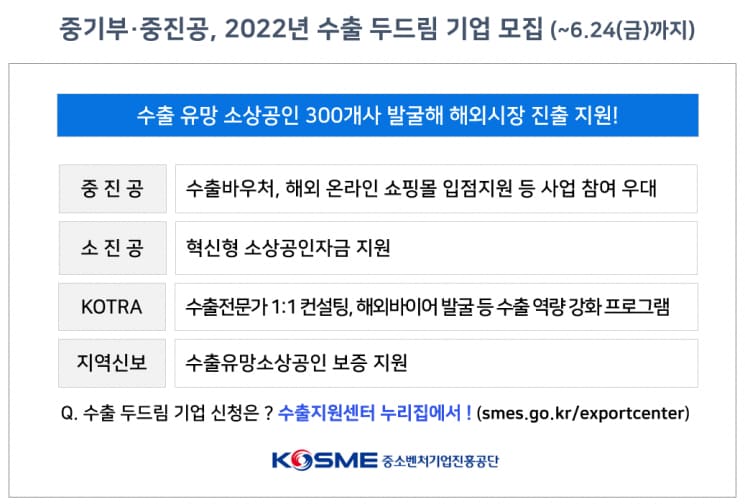 중기부·중진공, 2022년 수출 두드림 기업 모집 (~6.24(금)까지)
수출 유망 소상공인 300개사 발굴해 해외시장 진출 지원!
중 진 공 수출바우처, 해외 온라인 쇼핑몰 입점지원 등 사업 참여 우대
소 진 공 혁신형 소상공인자금 지원
KOTRA 수출전문가 1:1 컨설팅, 해외바이어 발굴 등 수출 역량 강화 프로그램
지역신보 수출유망소상공인 보증 지원
Q. 수출 두드림 기업 신청은 ? 수출지원센터 누리집에서 ! (smes.go.kr/exportcenter)
KOSME 중소벤처기업진흥공단